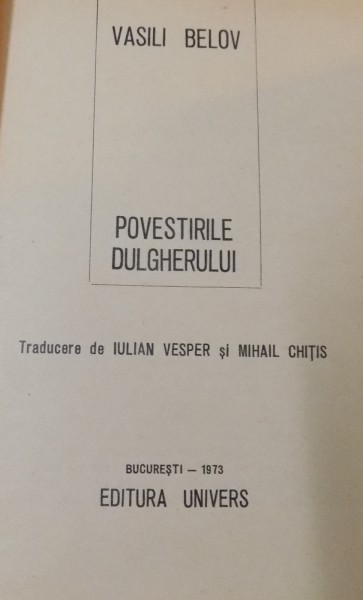 VASILI BELOV
POVESTIRILE
DULGHERULUI
Traducere de IULIAN VESPER și MIHAIL CHIȚIS
BUCUREȘTI — 1973
EDITURA UNIVERS